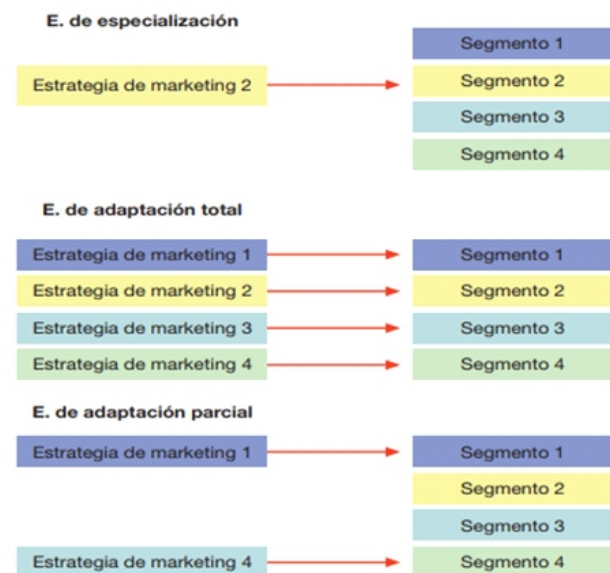 E. de especialización
Segmento 1
Estrategia de marketing 2
Segmento 2
Segmento 3
Segmento 4
E. de adaptación total
Estrategia de marketing 1
Segmento 1
Estrategia de marketing 2
Segmento 2
Estrategia de marketing 3
Segmento 3
Estrategia de marketing 4
Segmento 4
E. de adaptación parcial
Estrategia de marketing 1
Segmento 1
Segmento 2
Segmento 3
Estrategia de marketing 4
Segmento 4